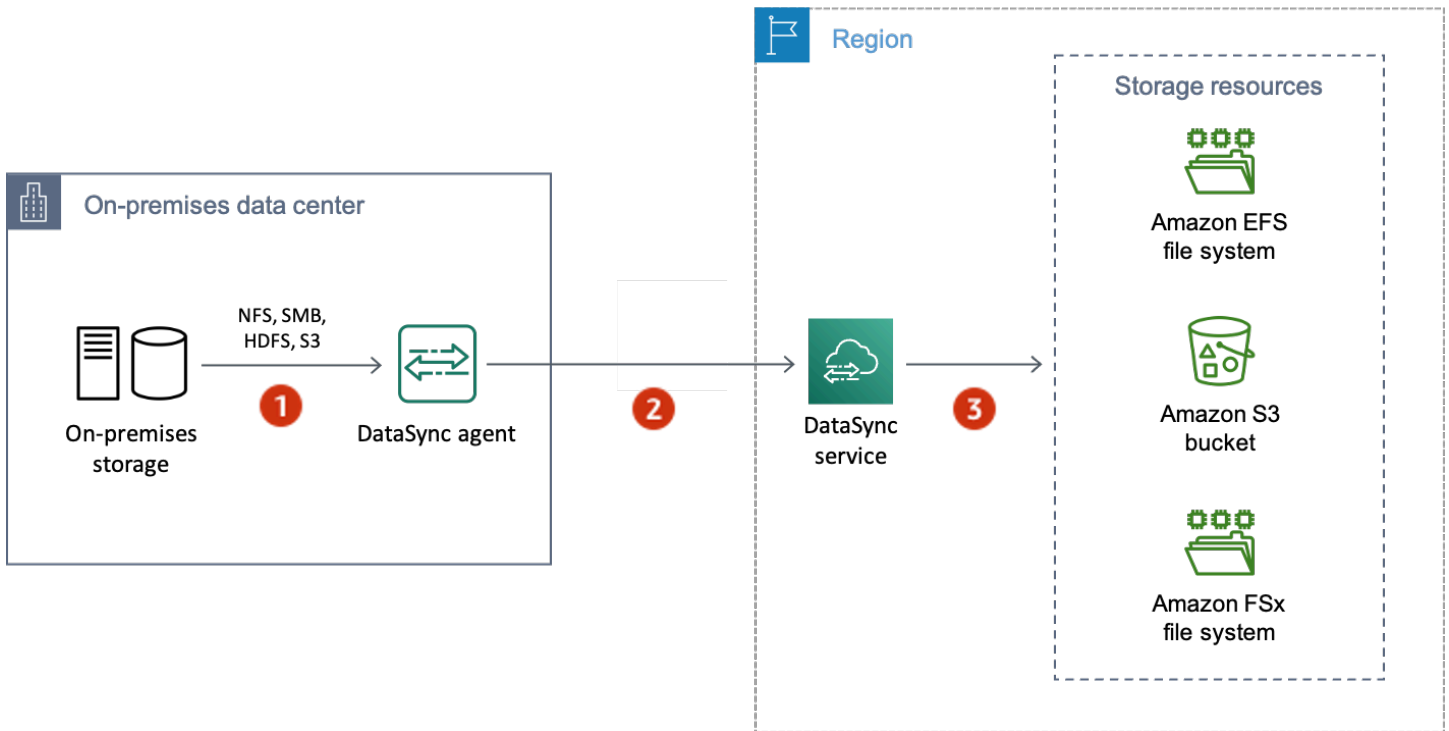 Region
Storage resources
Amazon EFS
file system
On-premises data center
NFS, SMB,
HDFS, S3
1
On-premises
storage
DataSync agent
2
DataSync
service
3
Amazon S3
bucket
Amazon FSx
file system